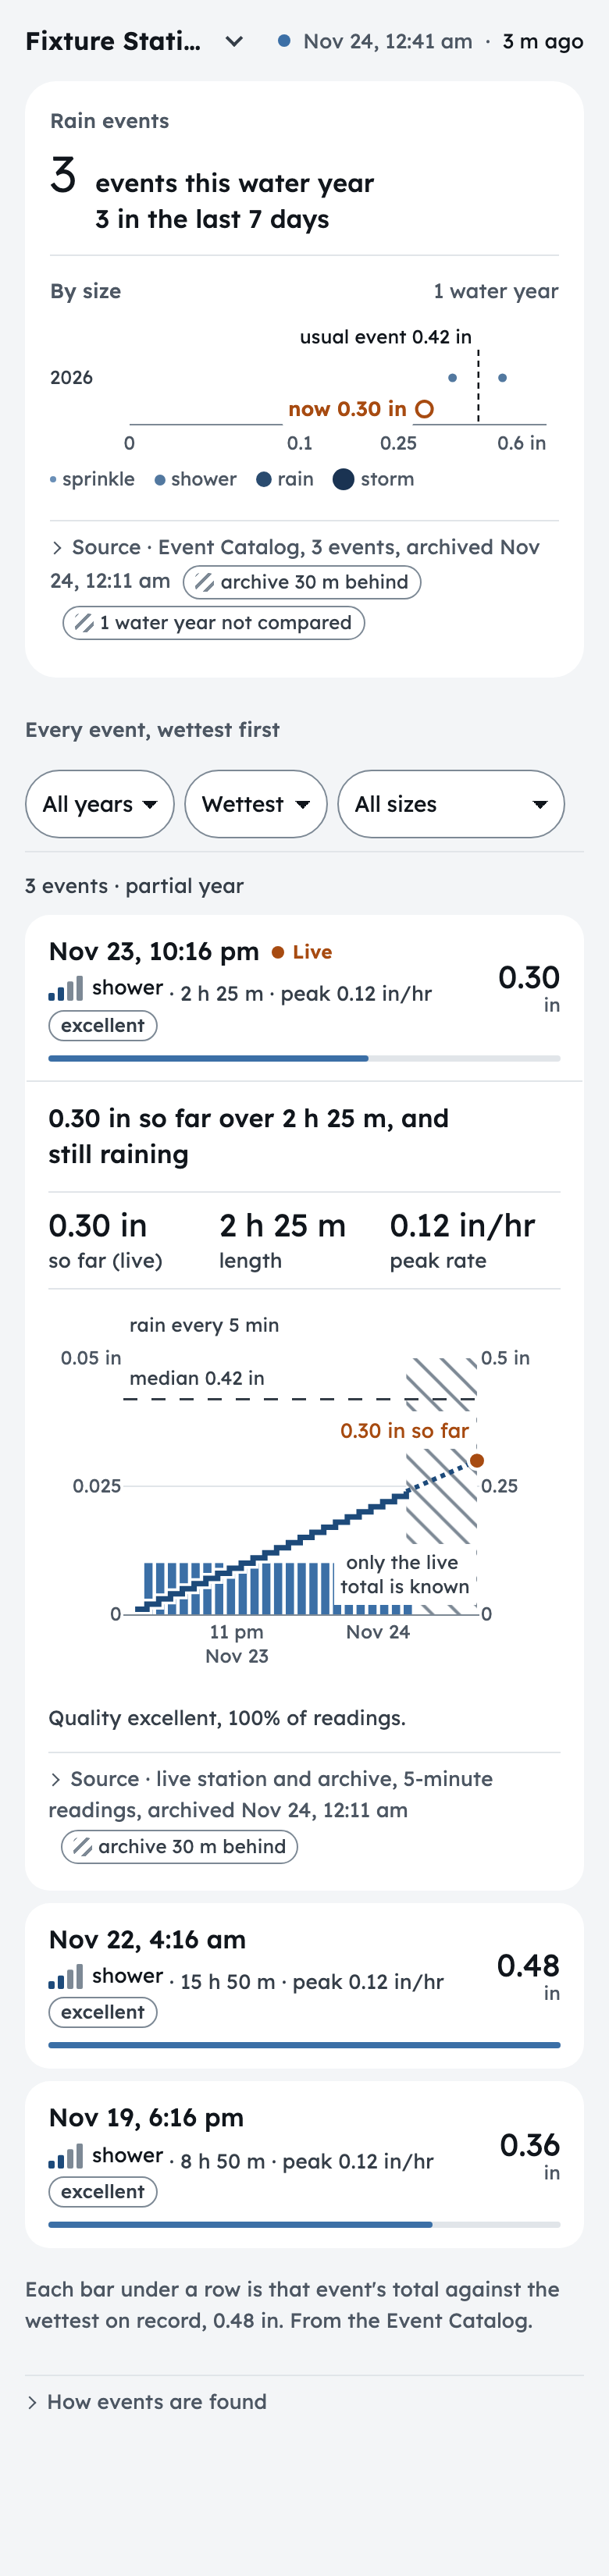 Fixture Stati...
Nov 24, 12:41 am · 3 m ago
Rain events
3 events this water year
3 in the last 7 days
By size
1 water year
usual event 0.42 in
2026
now 0.30 in
0 0.1 0.25 0.6 in
sprinkle shower rain storm
Source · Event Catalog, 3 events, archived Nov
24, 12:11 am archive 30 m behind
1 water year not compared
Every event, wettest first
All years Wettest All sizes
3 events · partial year
Nov 23, 10:16 pm Live
0.30
in
shower · 2 h 25 m · peak 0.12 in/hr
excellent
0.30 in so far over 2 h 25 m, and
still raining
0.30 in 2 h 25 m 0.12 in/hr
so far (live) length peak rate
rain every 5 min
0.05 in 0.5 in
median 0.42 in
0.30 in so far
0.025 0.25
only the live
total is known
0 0
11 pm Nov 24
Nov 23
Quality excellent, 100% of readings.
Source · live station and archive, 5-minute
readings, archived Nov 24, 12:11 am
archive 30 m behind
Nov 22, 4:16 am
0.48
in
shower · 15 h 50 m · peak 0.12 in/hr
excellent
Nov 19, 6:16 pm
0.36
in
shower · 8 h 50 m · peak 0.12 in/hr
excellent
Each bar under a row is that event's total against the
wettest on record, 0.48 in. From the Event Catalog.
How events are found